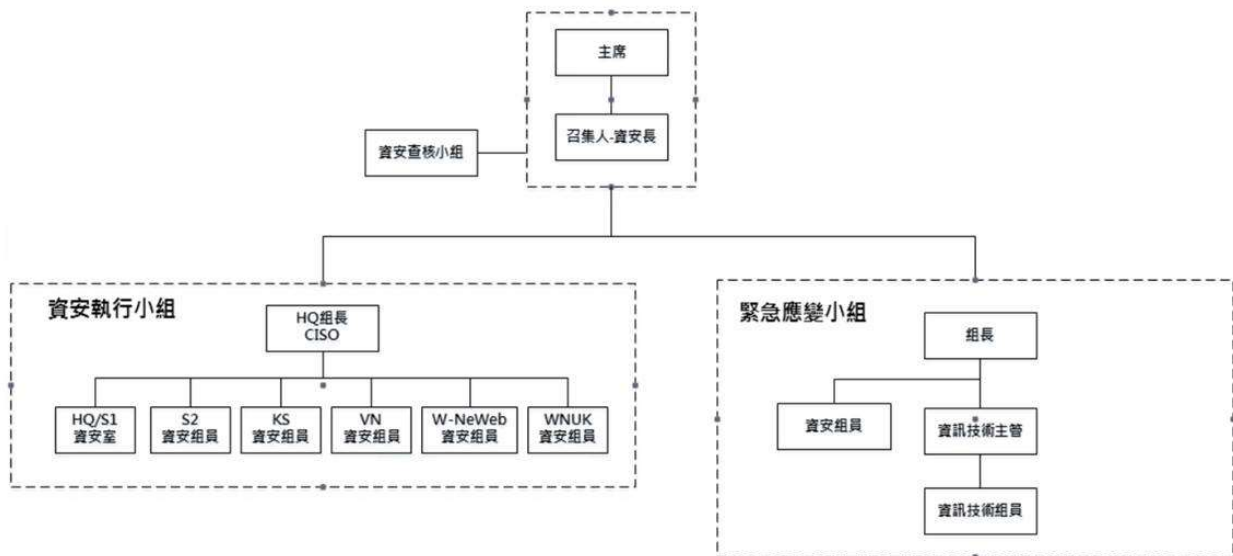 主席
召集人-資安長
資安查核小组
資安執行小組
HQ組長
CISO
HQ/S1
資安室
S2
資安組員
KS
資安組員
VN
資安組員
W-NeWeb
資安組員
WNUK
資安組員
緊急應變小組
组長
資安組員
資訊技術主管
資訊技術組員